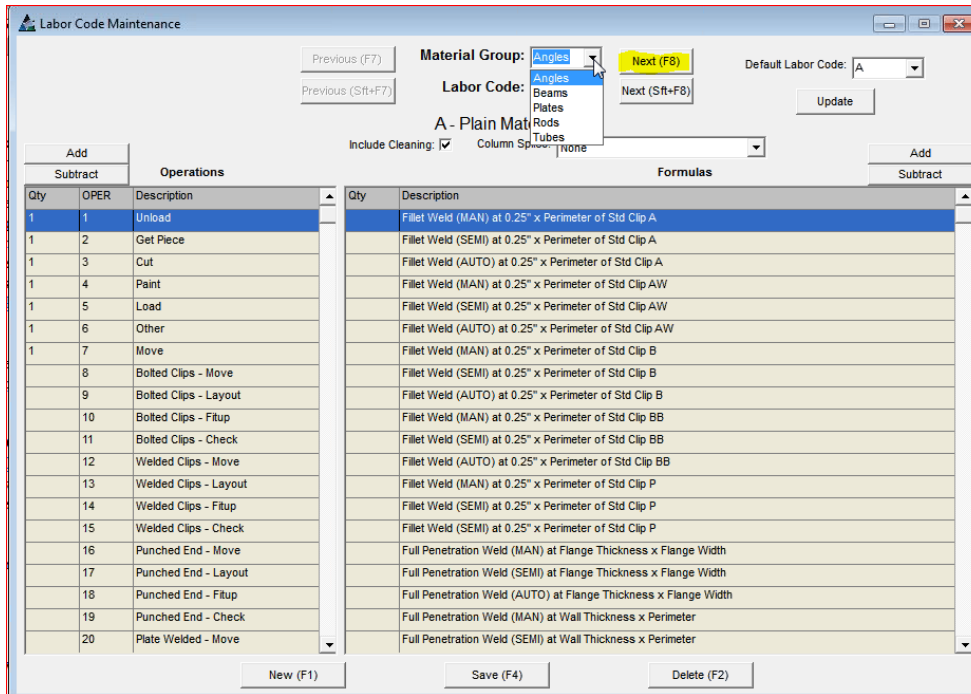 Labor Code Maintenance
Previous (F7)
Material Group:
Angles
Next (F8)
Default Labor Code:
A
Previous (Sft+F7)
Labor Code:
Angles
Beams
Plates
Rods
Tubes
Next (Sft+F8)
Update
A - Plain Mate
Include Cleaning:
Column Splice:
None
Add
Subtract
Operations
Formulas
Add
Subtract
Qty OPER Description Qty Description
1 1 Unload Fillet Weld (MAN) at 0.25" x Perimeter of Std Clip A
1 2 Get Piece Fillet Weld (SEMI) at 0.25" x Perimeter of Std Clip A
1 3 Cut Fillet Weld (AUTO) at 0.25" x Perimeter of Std Clip A
1 4 Paint Fillet Weld (MAN) at 0.25" x Perimeter of Std Clip AW
1 5 Load Fillet Weld (SEMI) at 0.25" x Perimeter of Std Clip AW
1 6 Other Fillet Weld (AUTO) at 0.25" x Perimeter of Std Clip AW
1 7 Move Fillet Weld (MAN) at 0.25" x Perimeter of Std Clip B
8 Bolted Clips - Move Fillet Weld (SEMI) at 0.25" x Perimeter of Std Clip B
9 Bolted Clips - Layout Fillet Weld (AUTO) at 0.25" x Perimeter of Std Clip B
10 Bolted Clips - Fitup Fillet Weld (MAN) at 0.25" x Perimeter of Std Clip BB
11 Bolted Clips - Check Fillet Weld (SEMI) at 0.25" x Perimeter of Std Clip BB
12 Welded Clips - Move Fillet Weld (AUTO) at 0.25" x Perimeter of Std Clip BB
13 Welded Clips - Layout Fillet Weld (MAN) at 0.25" x Perimeter of Std Clip P
14 Welded Clips - Fitup Fillet Weld (SEMI) at 0.25" x Perimeter of Std Clip P
15 Welded Clips - Check Fillet Weld (SEMI) at 0.25" x Perimeter of Std Clip P
16 Punched End - Move Full Penetration Weld (MAN) at Flange Thickness x Flange Width
17 Punched End - Layout Full Penetration Weld (SEMI) at Flange Thickness x Flange Width
18 Punched End - Fitup Full Penetration Weld (AUTO) at Flange Thickness x Flange Width
19 Punched End - Check Full Penetration Weld (MAN) at Wall Thickness x Perimeter
20 Plate Welded - Move Full Penetration Weld (SEMI) at Wall Thickness x Perimeter
New (F1)
Save (F4)
Delete (F2)